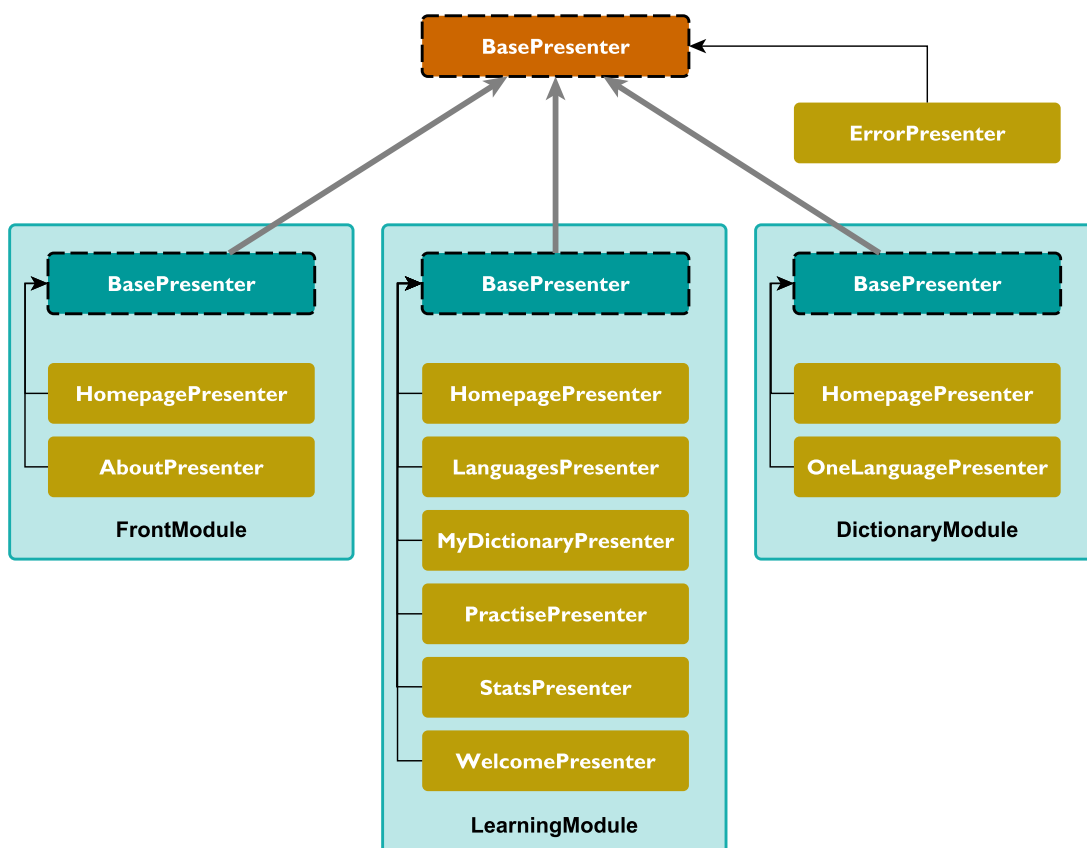 BasePresenter
ErrorPresenter
BasePresenter
HomepagePresenter
AboutPresenter
FrontModule
BasePresenter
HomepagePresenter
LanguagesPresenter
MyDictionaryPresenter
PractisePresenter
StatsPresenter
WelcomePresenter
LearningModule
BasePresenter
HomepagePresenter
OneLanguagePresenter
DictionaryModule